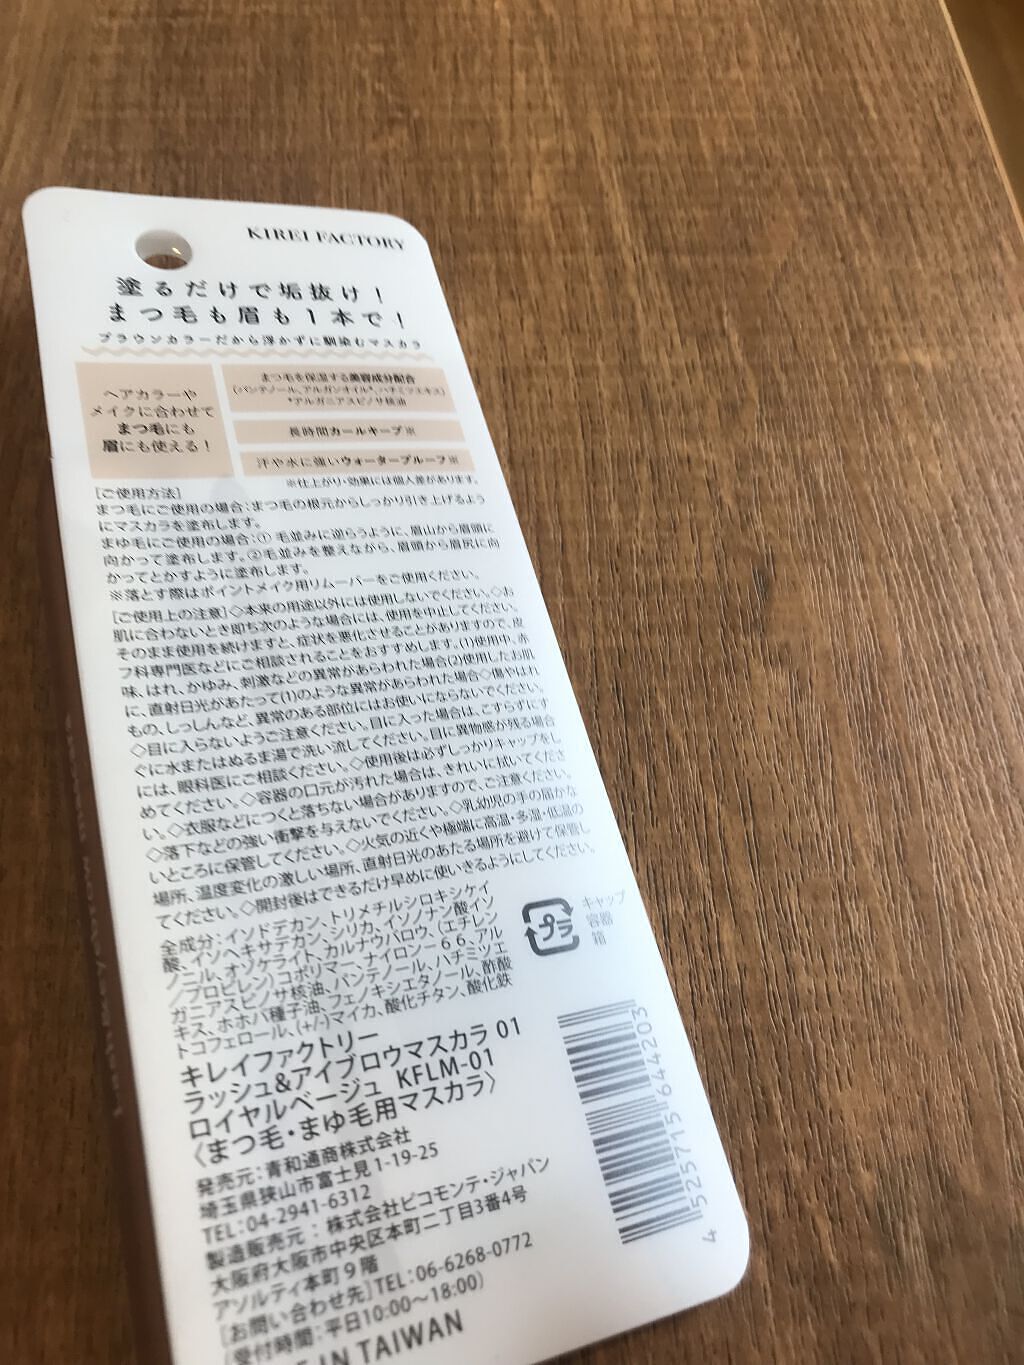 KIREI FACTORY
塗るだけで垢抜け！
まつ毛も眉も1本で！
ブラウンカラーだから浮かずに馴染むマスカラ
ヘアカラーや
メイクに合わせて
まつ毛にも
眉にも使える！
まつ毛を保湿する美容成分配合
(パンテノール、アルガンオイル*、ハチミツエキス)
*アルガニアスピノサ核油
長時間カールキープ※
汗や水に強いウォータープルーフ※
※仕上がり・効果には個人差があります。
[ご使用方法]
まつ毛にご使用の場合：まつ毛の根元からしっかり引き上げるよう
にマスカラを塗布します。
まゆ毛にご使用の場合：① 毛並みに逆らうように、眉山から眉頭に
向かって塗布します。②毛並みを整えながら、眉頭から眉尻に向
かってとかすように塗布します。
※落とす際はポイントメイク用リムーバーをご使用ください。
[ご使用上の注意]◇本来の用途以外には使用しないでください。◇お
肌に合わないとき即ち次のような場合には、使用を中止してください。
そのまま使用を続けますと、症状を悪化させることがありますので、皮
フ科専門医などにご相談されることをおすすめします。(1)使用中、赤
味、はれ、かゆみ、刺激などの異常があらわれた場合(2)使用したお肌
に、直射日光があたって(1)のような異常があらわれた場合◇傷やはれ
もの、しっしんなど、異常のある部位にはお使いにならないでください。
◇目に入らないようご注意ください。目に入った場合は、こすらずにす
ぐに水またはぬるま湯で洗い流してください。目に異物感が残る場合
には、眼科医にご相談ください。◇使用後は必ずしっかりキャップをし
めてください。◇容器の口元が汚れた場合は、きれいに拭いてくださ
い。◇衣服などにつくと落ちない場合がありますので、ご注意ください。
◇落下などの強い衝撃を与えないでください。◇乳幼児の手の届かな
いところに保管してください。◇火気の近くや極端に高温・多湿・低温の
場所、温度変化の激しい場所、直射日光のあたる場所を避けて保管し
てください。◇開封後はできるだけ早めに使いきるようにしてください。
全成分：イソドデカン、トリメチルシロキシケイ
酸、イソヘキサデカン、シリカ、イソノナン酸イソ
ノニル、オゾケライト、カルナウバロウ、(エチレン
/プロピレン)コポリマー、ナイロン－６６、アル
ガニアスピノサ核油、パンテノール、ハチミツエ
キス、ホホバ種子油、フェノキシエタノール、酢酸
トコフェロール、(+/-)マイカ、酸化チタン、酸化鉄
プラ
キャップ
容器
箱
キレイファクトリー
ラッシュ&アイブロウマスカラ 01
ロイヤルベージュ KFLM-01
〈まつ毛・まゆ毛用マスカラ〉
発売元：青和通商株式会社
埼玉県狭山市富士見1-19-25
TEL：04-2941-6312
製造販売元：株式会社ピコモンテ・ジャパン
大阪府大阪市中央区本町二丁目3番4号
アソルティ本町９階
[お問い合わせ先]TEL：06-6268-0772
(受付時間：平日10:00～18:00)
IN TAIWAN
4 525715 644203